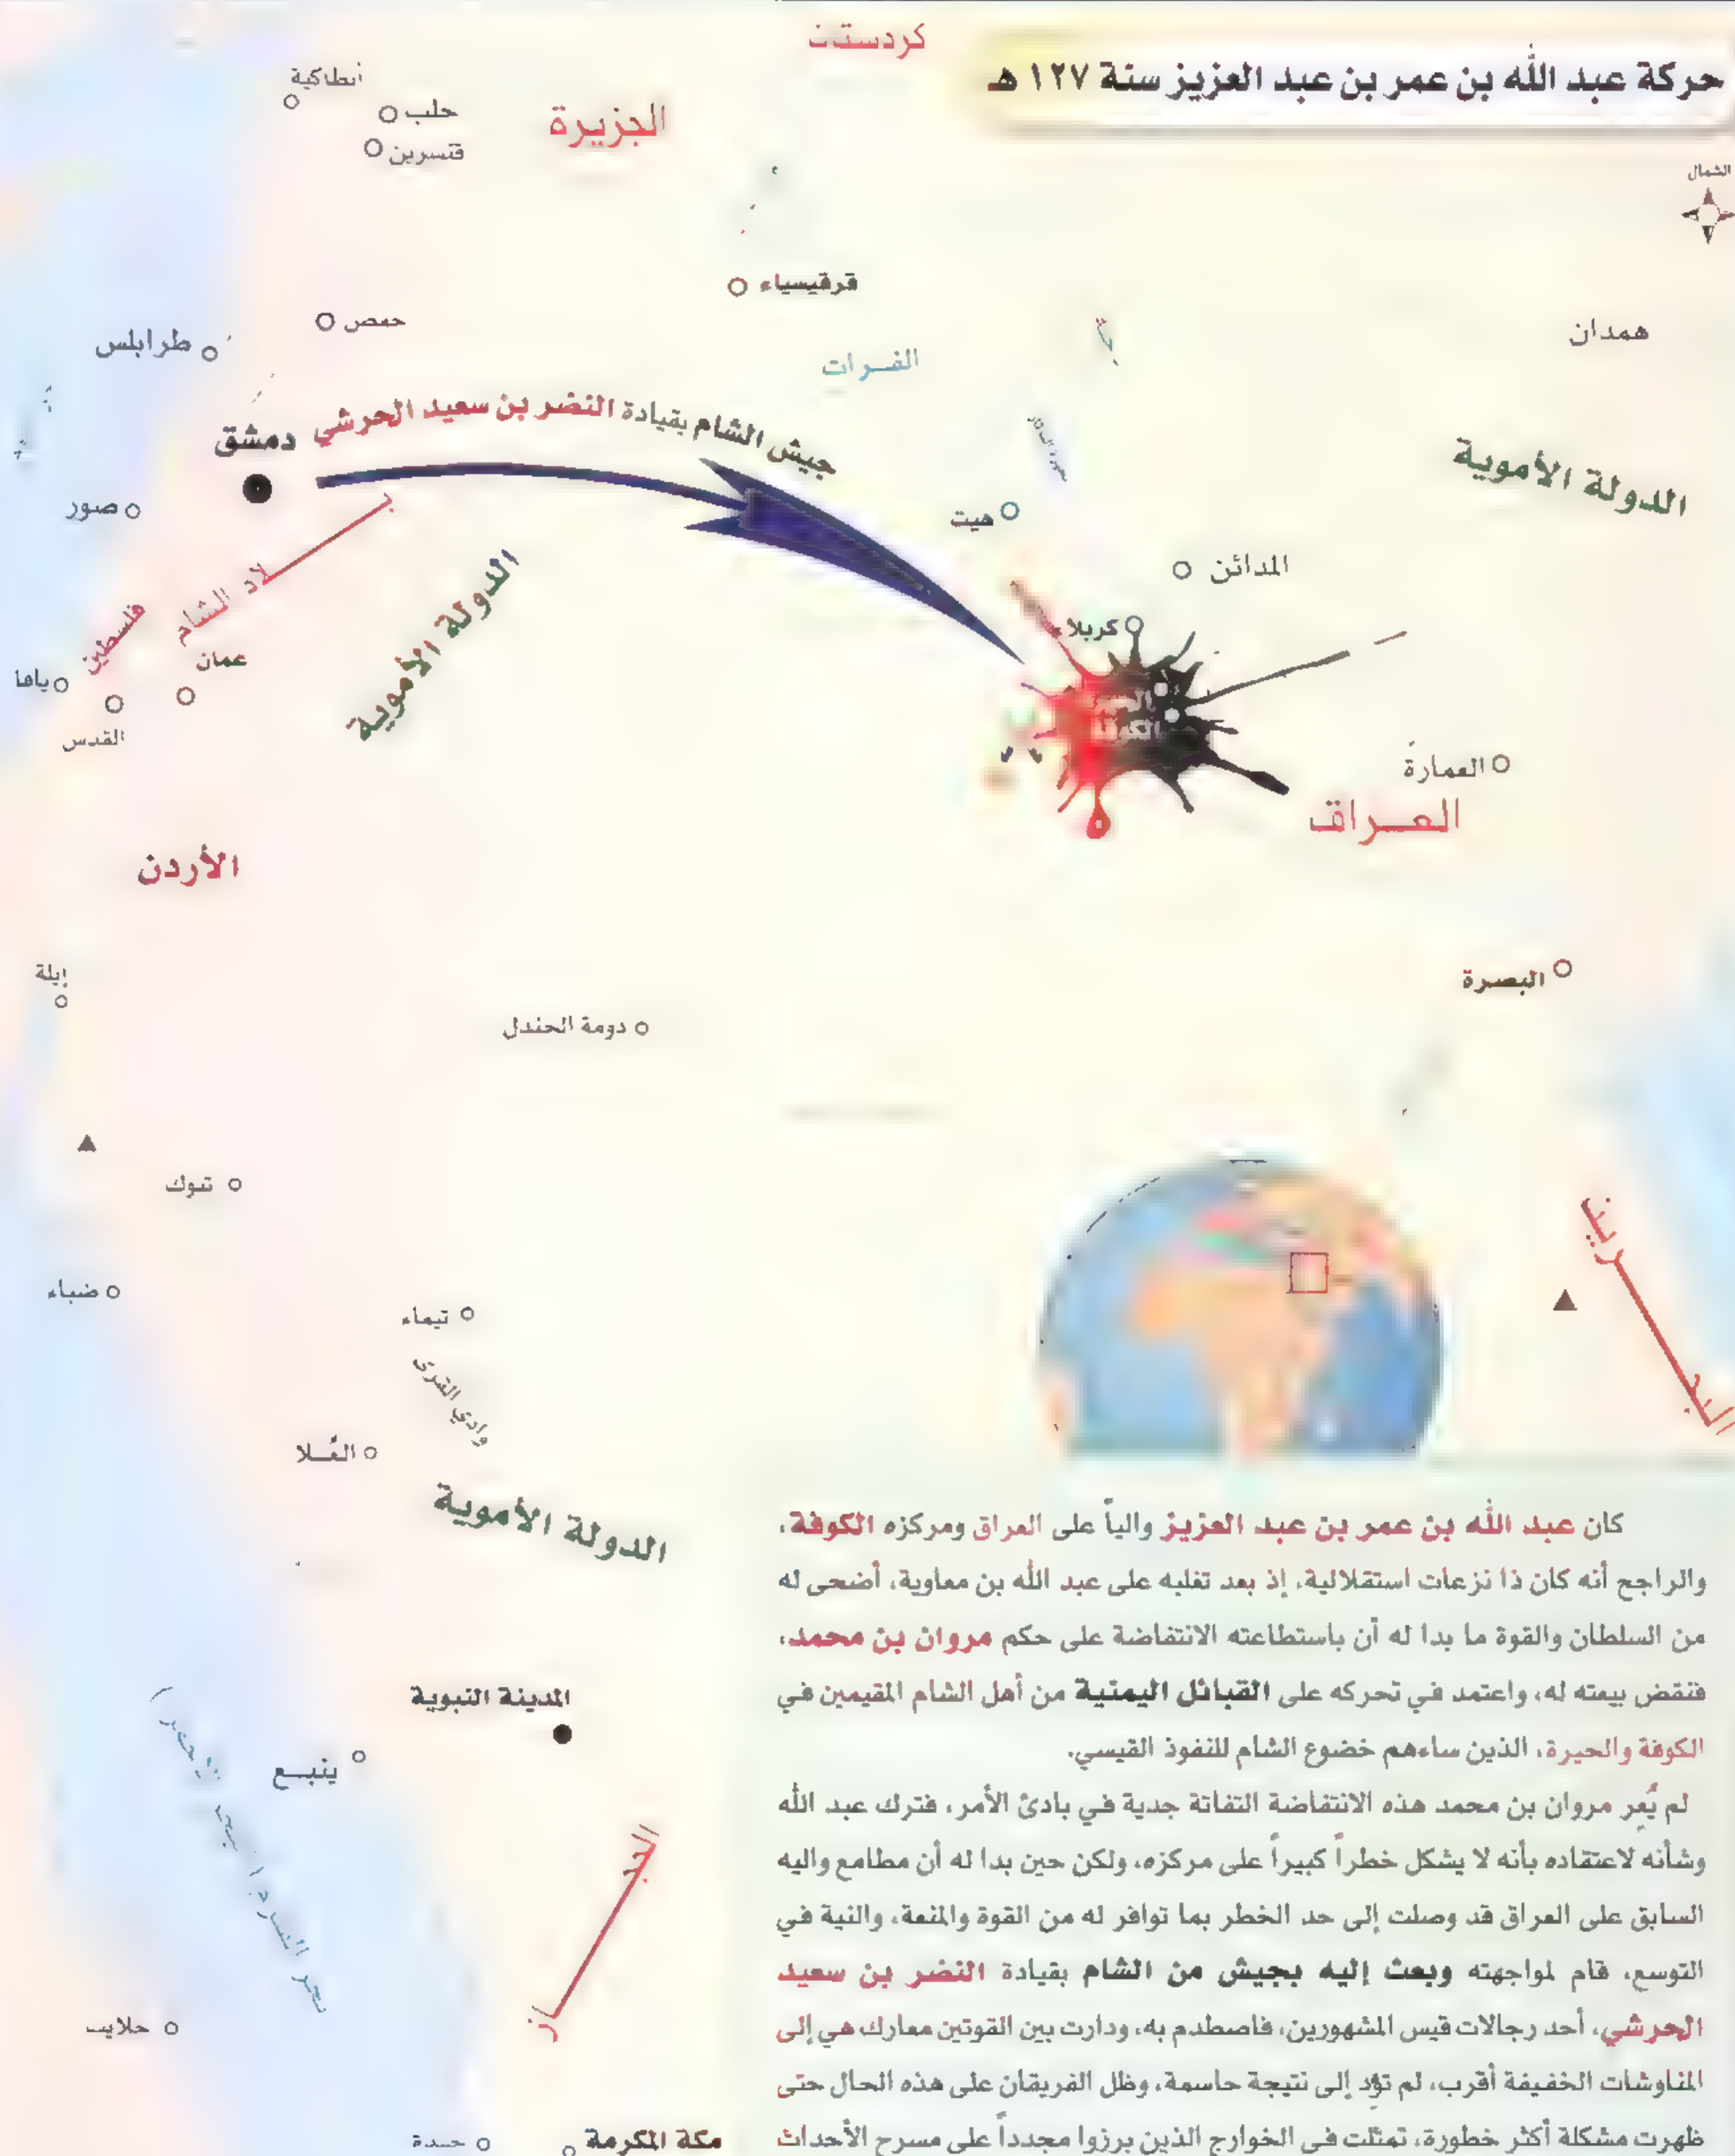 حركة عبد الله بن عمر بن عبد العزيز سنة ١٢٧ هـ
كردستان
الشمال
أنطاكية
حلب
قنسرين
الجزيرة
قرقيسياء
حمص
طرابلس
الفرات
همدان
جيش الشام بقيادة النضر بن سعيد الحرشي
دمشق
صور
الدولة الأموية
هيت
المدائن
بلاد الشام
فلسطين
عمان
الدولة الأموية
كربلاء
يافا
القدس
الكوفة
العمارة
العراق
الأردن
إيلة
البصرة
دومة الجندل
تبوك
ضباء
تيماء
وادي القرى
العُلا
البحرين
الدولة الأموية
المدينة النبوية
ينبع
الحجاز
حلايب
جدة
مكة المكرمة
كان عبد الله بن عمر بن عبد العزيز والياً على العراق ومركزه الكوفة،
والراجح أنه كان ذا نزعات استقلالية، إذ بعد تغلبه على عبد الله بن معاوية، أضحى له
من السلطان والقوة ما بدا له أن باستطاعته الانتفاضة على حكم مروان بن محمد،
فنقض بيعته له، واعتمد في تحركه على القبائل اليمنية من أهل الشام المقيمين في
الكوفة والحيرة، الذين ساءهم خضوع الشام للنفوذ القيسي.
لم يُعِر مروان بن محمد هذه الانتفاضة التفاتة جدية في بادئ الأمر، فترك عبد الله
وشأنه لاعتقاده بأنه لا يشكل خطراً كبيراً على مركزه، ولكن حين بدا له أن مطامع واليه
السابق على العراق قد وصلت إلى حد الخطر بما توافر له من القوة والمنعة، والنية في
التوسع، قام لمواجهته وبعث إليه بجيش من الشام بقيادة النضر بن سعيد
الحرشي، أحد رجالات قيس المشهورين، فاصطدم به، ودارت بين القوتين معارك هي إلى
المناوشات الخفيفة أقرب، لم تؤدِ إلى نتيجة حاسمة، وظل الفريقان على هذه الحال حتى
ظهرت مشكلة أكثر خطورة، تمثلت في الخوارج الذين برزوا مجدداً على مسرح الأحداث